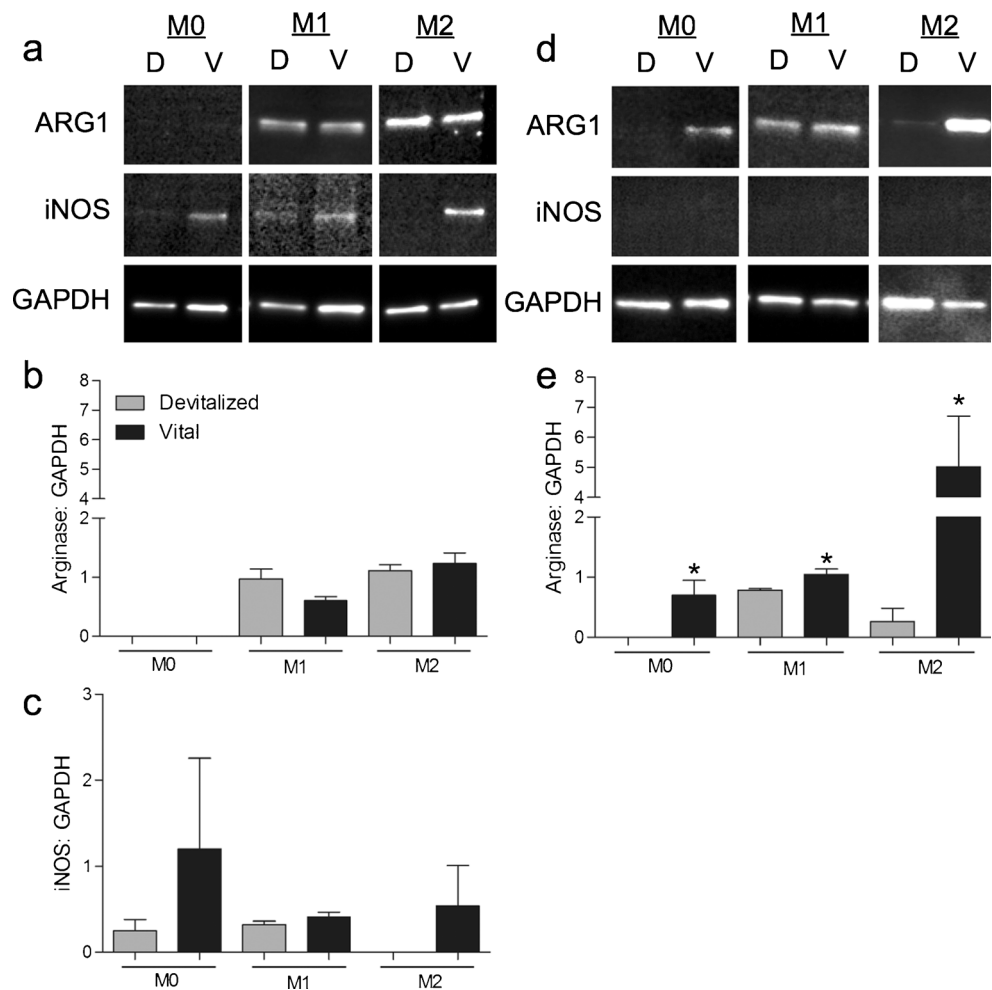 a
M0 M1 M2
D V D V D V
ARG1
iNOS
GAPDH
d
M0 M1 M2
D V D V D V
ARG1
iNOS
GAPDH
b
Arginase: GAPDH
8
7
6
5
4
2
1
0
Devitalized
Vital
M0 M1 M2
e
Arginase: GAPDH
8
7
6
5
4
2
1
0
* * *
M0 M1 M2
c
iNOS: GAPDH
3
2
1
0
M0 M1 M2